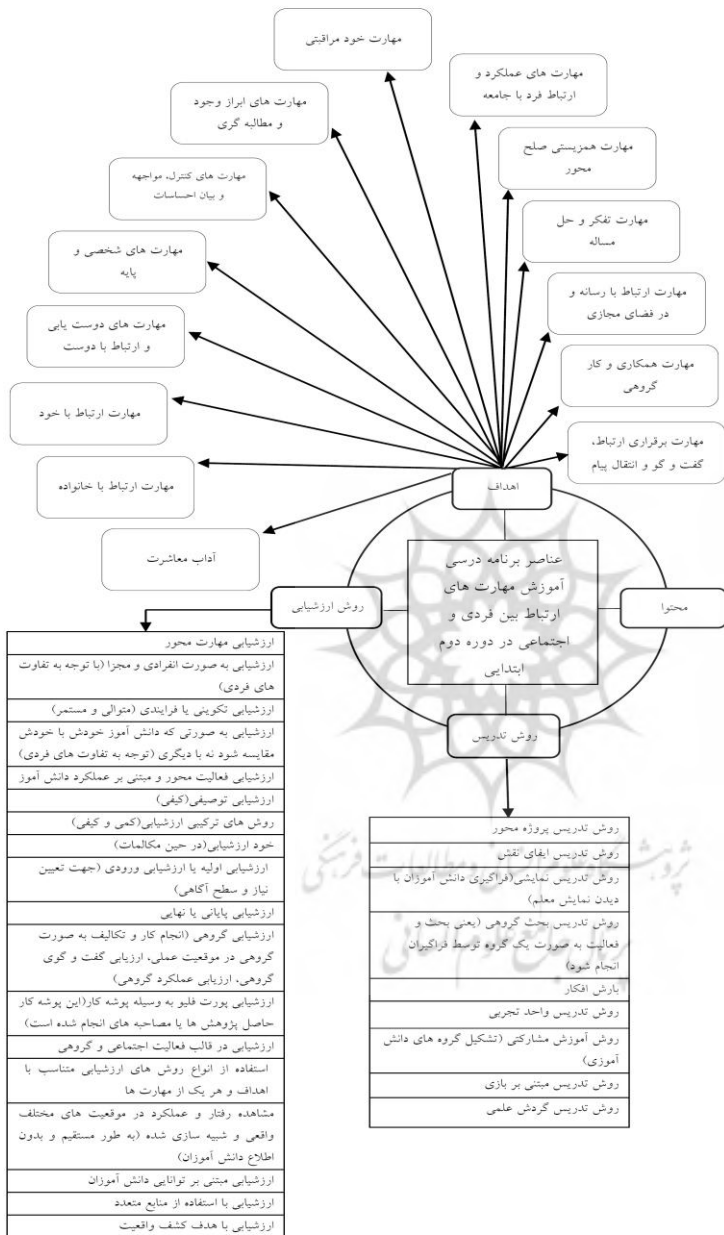 مهارت خود مراقبتی
مهارت های عملکرد و
ارتباط فرد با جامعه
مهارت های ابراز وجود
و مطالبه گری
مهارت همزیستی صلح
محور
مهارت های کنترل، مواجهه
و بیان احساسات
مهارت تفکر و حل
مساله
مهارت های شخصی و
پایه
مهارت ارتباط با رسانه و
در فضای مجازی
مهارت های دوست یابی
و ارتباط با دوست
مهارت همکاری و کار
گروهی
مهارت ارتباط با خود
مهارت برقراری ارتباط،
گفت و گو و انتقال پیام
مهارت ارتباط با خانواده
اهداف
آداب معاشرت
عناصر برنامه درسی
آموزش مهارت های
ارتباط بین فردی و
اجتماعی در دوره دوم
ابتدایی
محتوا
روش ارزشیابی
روش تدریس
ارزشیابی مهارت محور
ارزشیابی به صورت انفرادی و مجزا (با توجه به تفاوت
های فردی)
ارزشیابی تکوینی یا فرایندی (متوالی و مستمر)
ارزشیابی به صورتی که دانش آموز خودش با خودش
مقایسه شود نه با دیگری (توجه به تفاوت های فردی)
ارزشیابی فعالیت محور و مبتنی بر عملکرد دانش آموز
ارزشیابی توصیفی(کیفی)
روش های ترکیبی ارزشیابی(کمی و کیفی)
خود ارزشیابی(در حین مکالمات)
ارزشیابی اولیه یا ارزشیابی ورودی (جهت تعیین
نیاز و سطح آگاهی)
ارزشیابی پایانی یا نهایی
ارزشیابی گروهی (انجام کار و تکالیف به صورت
گروهی در موقعیت عملی، ارزیابی گفت و گوی
گروهی، ارزیابی عملکرد گروهی)
ارزشیابی پورت فلیو به وسیله پوشه کار(این پوشه کار
حاصل پژوهش ها یا مصاحبه های انجام شده است)
ارزشیابی در قالب فعالیت اجتماعی و گروهی
استفاده از انواع روش های ارزشیابی متناسب با
اهداف و هر یک از مهارت ها
مشاهده رفتار و عملکرد در موقعیت های مختلف
واقعی و شبیه سازی شده (به طور مستقیم و بدون
اطلاع دانش آموزان)
ارزشیابی مبتنی بر توانایی دانش آموزان
ارزشیابی با استفاده از منابع متعدد
ارزشیابی با هدف کشف واقعیت
روش تدریس پروژه محور
روش تدریس ایفای نقش
روش تدریس نمایشی(فراگیری دانش آموزان با
دیدن نمایش معلم)
روش تدریس بحث گروهی (یعنی بحث و
فعالیت به صورت یک گروه توسط فراگیران
انجام شود)
بارش افکار
روش تدریس واحد تجربی
روش آموزش مشارکتی (تشکیل گروه های دانش
آموزی)
روش تدریس مبتنی بر بازی
روش تدریس گردش علمی
پژوهشگاه علوم انسانی و مطالعات فرهنگی
پرتال جامع علوم انسانی